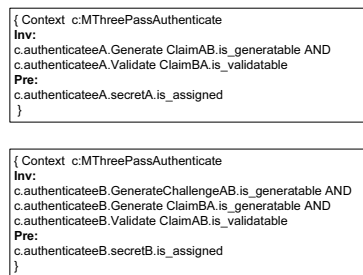 { Context  c:MThreePassAuthenticate
Inv:
c.authenticateeA.Generate ClaimAB.is_generatable AND
c.authenticateeA.Validate ClaimBA.is_validatable
Pre:
c.authenticateeA.secretA.is_assigned
}
{ Context  c:MThreePassAuthenticate
Inv:
c.authenticateeB.GenerateChallengeAB.is_generatable AND
c.authenticateeB.Generate ClaimBA.is_generatable AND
c.authenticateeB.Validate ClaimAB.is_validatable
Pre:
c.authenticateeB.secretB.is_assigned
}